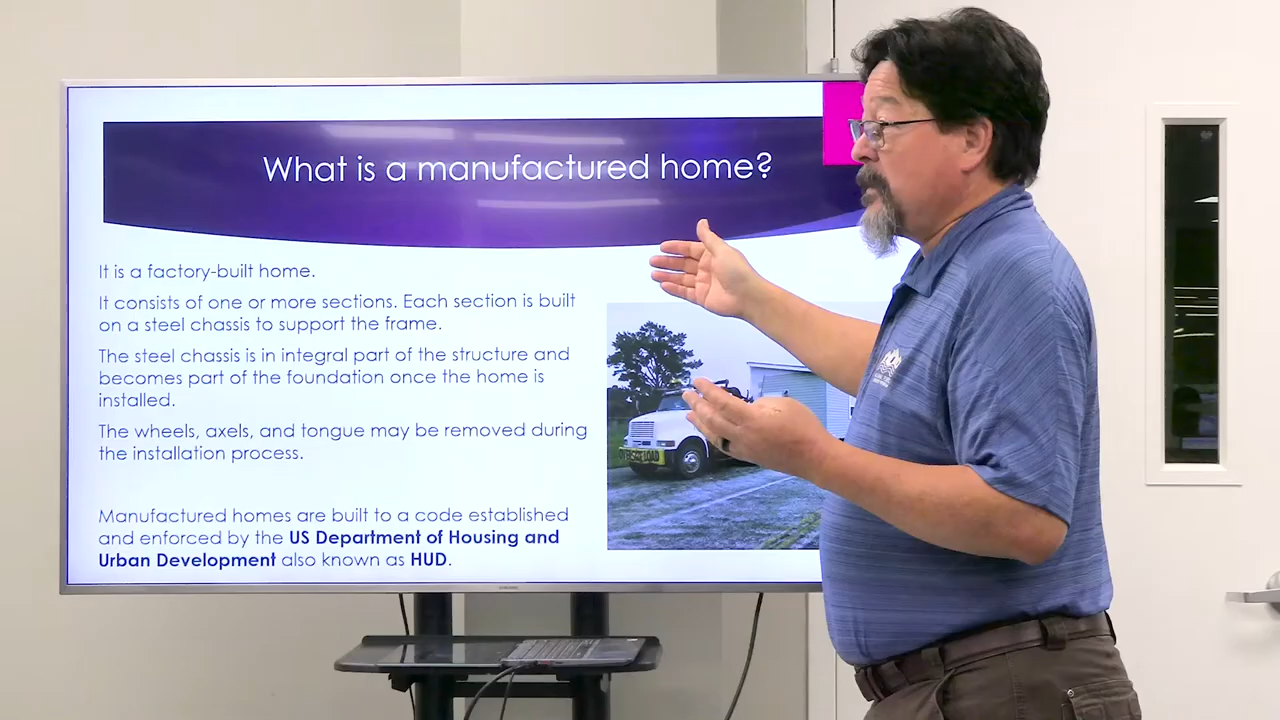 What is a manufactured home?
It is a factory-built home.
It consists of one or more sections. Each section is built
on a steel chassis to support the frame.
The steel chassis is in integral part of the structure and
becomes part of the foundation once the home is
installed.
The wheels, axels, and tongue may be removed during
the installation process.
OVERSIZE LOAD
Manufactured homes are built to a code established
and enforced by the US Department of Housing and
Urban Development also known as HUD.
SAMSUNG